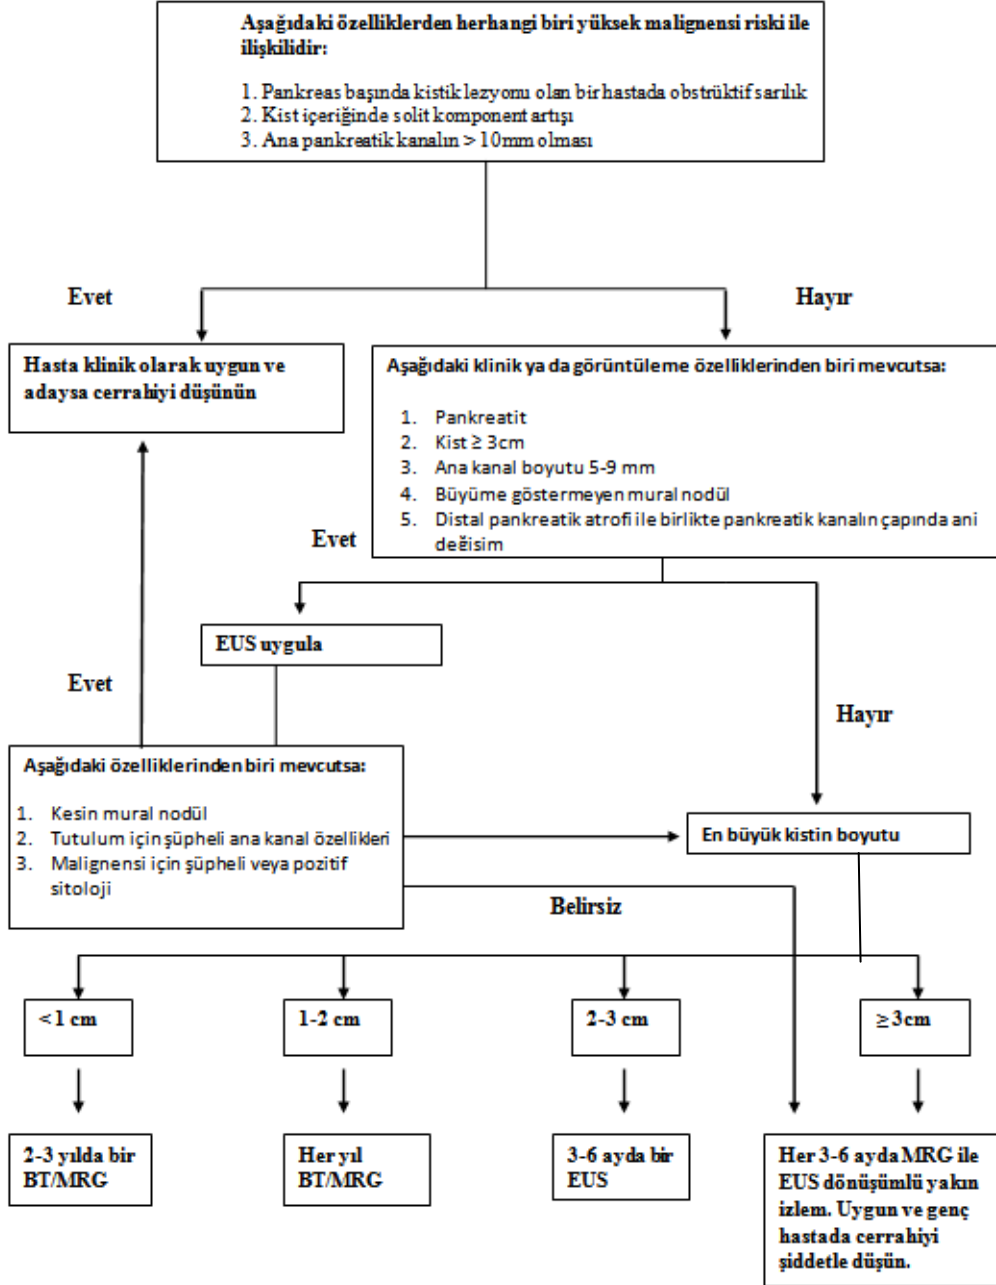 Aşağıdaki özelliklerden herhangi biri yüksek malignensi riski ile
ilişkilidir:
1. Pankreas başında kistik lezyonu olan bir hastada obstrüktif sarılık
2. Kist içeriğinde solit komponent artışı
3. Ana pankreatik kanalın > 10mm olması
Evet
Hayır
Hasta klinik olarak uygun ve
adaysa cerrahiyi düşünün
Aşağıdaki klinik ya da görüntüleme özelliklerinden biri mevcutsa:
1. Pankreatit
2. Kist ≥ 3cm
3. Ana kanal boyutu 5-9 mm
4. Büyüme göstermeyen mural nodül
5. Distal pankreatik atrofi ile birlikte pankreatik kanalın çapında ani
değişim
Evet
EUS uygula
Evet
Hayır
Aşağıdaki özelliklerinden biri mevcutsa:
1. Kesin mural nodül
2. Tutulum için şüpheli ana kanal özellikleri
3. Malignensi için şüpheli veya pozitif
sitoloji
En büyük kistin boyutu
Belirsiz
< 1 cm
1-2 cm
2-3 cm
≥ 3cm
2-3 yılda bir
BT/MRG
Her yıl
BT/MRG
3-6 ayda bir
EUS
Her 3-6 ayda MRG ile
EUS dönüşümlü yakın
izlem. Uygun ve genç
hastada cerrahiyi
şiddetle düşün.